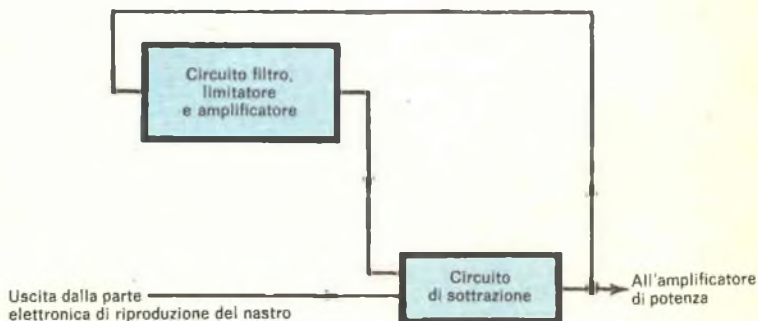 Circuito filtro,
limitatore
e amplificatore
Circuito
di sottrazione
All'amplificatore
di potenza
Uscita dalla parte
elettronica di riproduzione del nastro